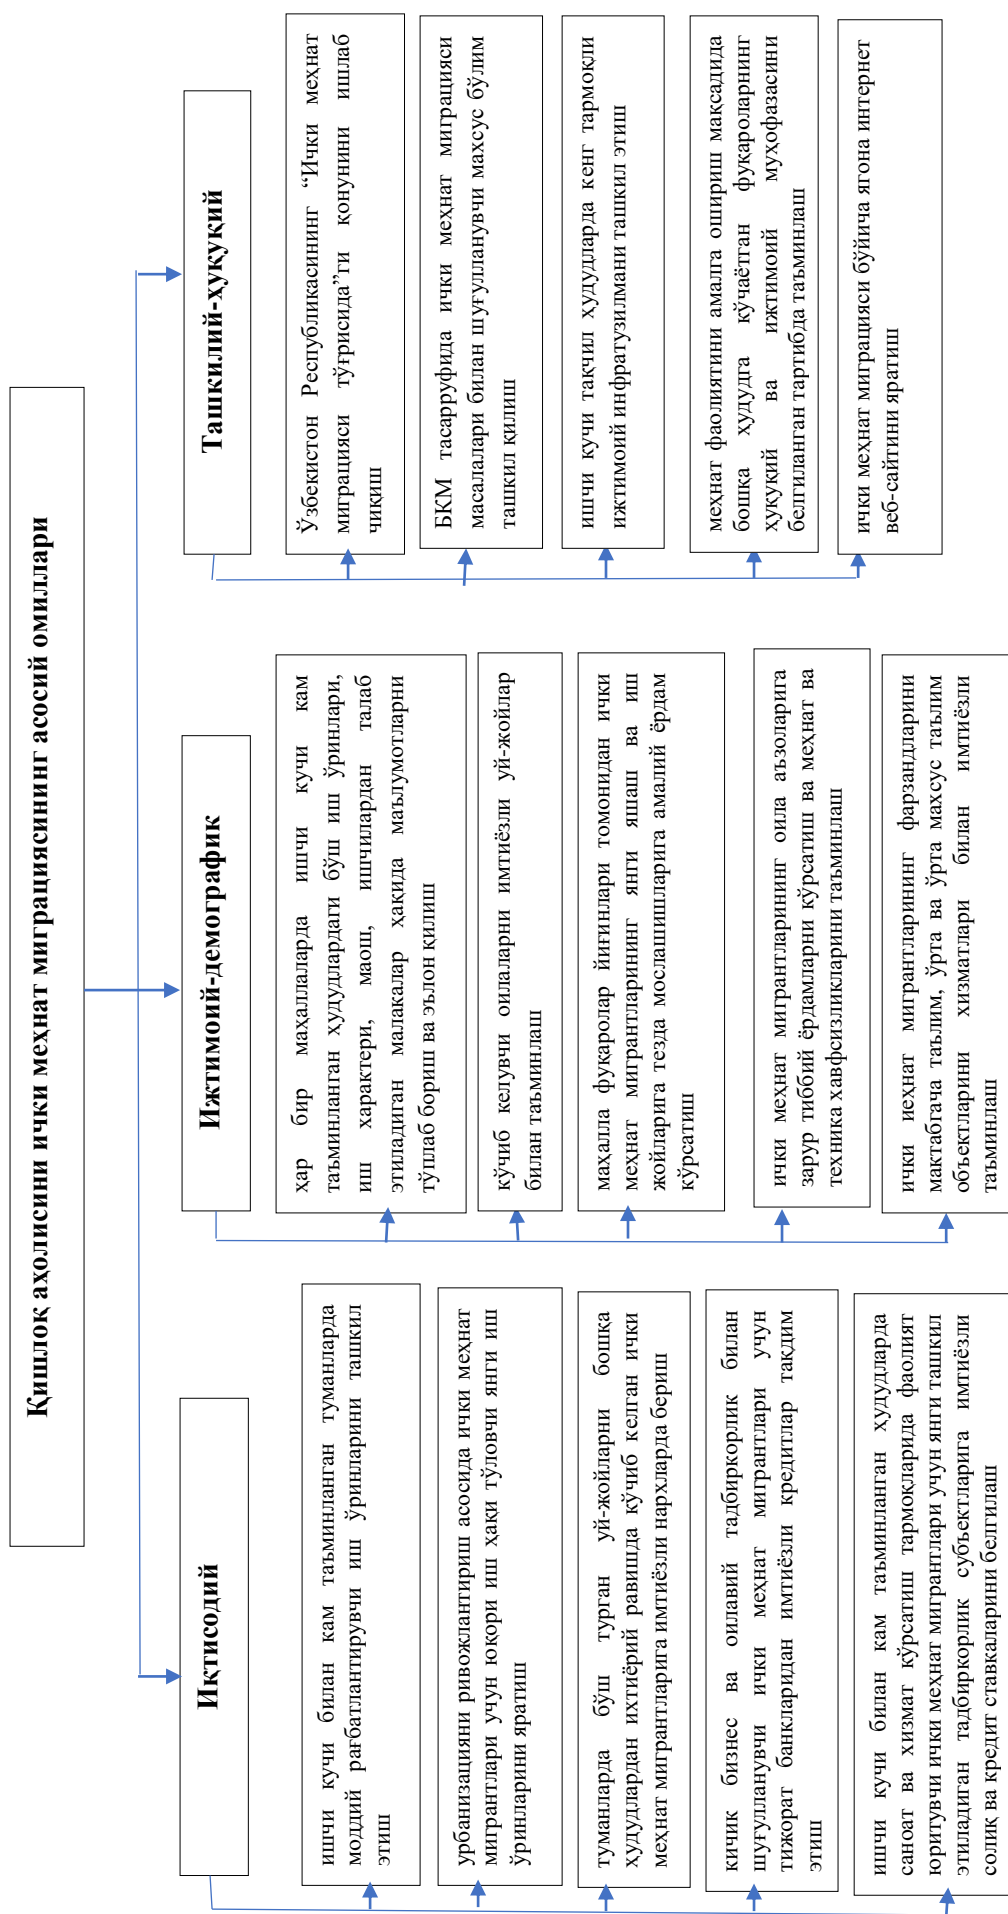 Қишлоқ аҳолисини ички меҳнат миграциясининг асосий омиллари
Иқтисодий
ишчи кучи билан кам таъминланган туманларда
моддий рағбатлантирувчи иш ўринларини ташкил
этиш
урбанизацияни ривожлантириш асосида ички меҳнат
мигрантлари учун юқори иш ҳақи тўловчи янги иш
ўринларини яратиш
туманларда бўш турган уй-жойларни бошқа
ҳудудлардан ихтиёрий равишда кўчиб келган ички
меҳнат мигрантларига имтиёзли нархларда бериш
кичик бизнес ва оилавий тадбиркорлик билан
шуғулланувчи ички меҳнат мигрантлари учун
тижорат банкларидан имтиёзли кредитлар тақдим
этиш
ишчи кучи билан кам таъминланган ҳудудларда
саноат ва хизмат кўрсатиш тармоқларида фаолият
юритувчи ички меҳнат мигрантлари учун янги ташкил
этиладиган тадбиркорлик субъектларига имтиёзли
солиқ ва кредит ставкаларини белгилаш
Ижтимоий-демографик
ҳар бир маҳаллаларда ишчи кучи кам
таъминланган ҳудудлардаги бўш иш ўринлари,
иш характери, маош, ишчилардан талаб
этиладиган малакалар ҳақида маълумотларни
тўплаб бориш ва эълон қилиш
кўчиб келувчи оилаларни имтиёзли уй-жойлар
билан таъминлаш
маҳалла фуқаролар йиғинлари томонидан ички
меҳнат мигрантларининг янги яшаш ва иш
жойларига тезда мослашишларига амалий ёрдам
кўрсатиш
ички меҳнат мигрантларининг оила аъзоларига
зарур тиббий ёрдамларни кўрсатиш ва меҳнат ва
техника хавфсизликларини таъминлаш
ички иеҳнат мигрантларининг фарзандларини
мактабгача таълим, ўрта ва ўрта махсус таълим
объектларини хизматлари билан имтиёзли
таъминлаш
Ташкилий-ҳуқуқий
Ўзбекистон Республикасининг “Ички меҳнат
миграцияси тўғрисида”ги қонунини ишлаб
чиқиш
БКМ тасарруфида ички меҳнат миграцияси
масалалари билан шуғулланувчи махсус бўлим
ташкил қилиш
ишчи кучи тақчил ҳудудларда кенг тармоқли
ижтимоий инфратузилмани ташкил этиш
меҳнат фаолиятини амалга ошириш мақсадида
бошқа ҳудудга кўчаётган фуқароларнинг
ҳуқуқий ва ижтимоий муҳофазасини
белгиланган тартибда таъминлаш
ички меҳнат миграцияси бўйича ягона интернет
веб-сайтини яратиш